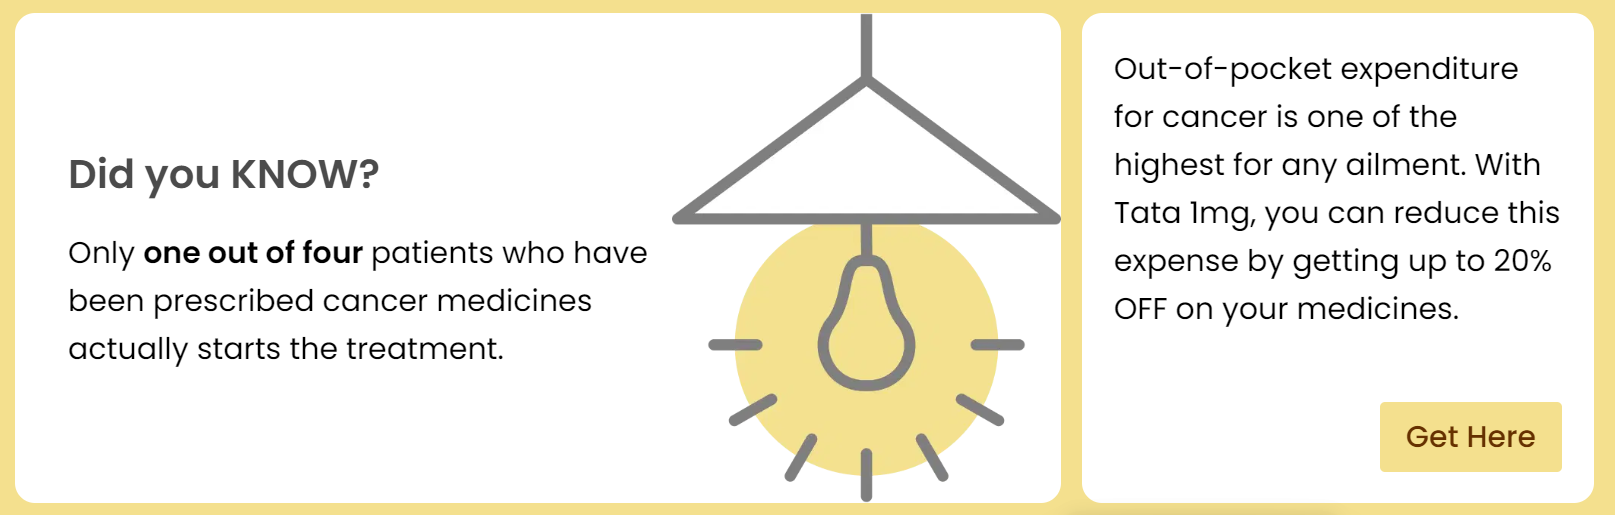 Did you KNOW?
Only one out of four patients who have
been prescribed cancer medicines
actually starts the treatment.
Out-of-pocket expenditure
for cancer is one of the
highest for any ailment. With
Tata 1mg, you can reduce this
expense by getting up to 20%
OFF on your medicines.
Get Here